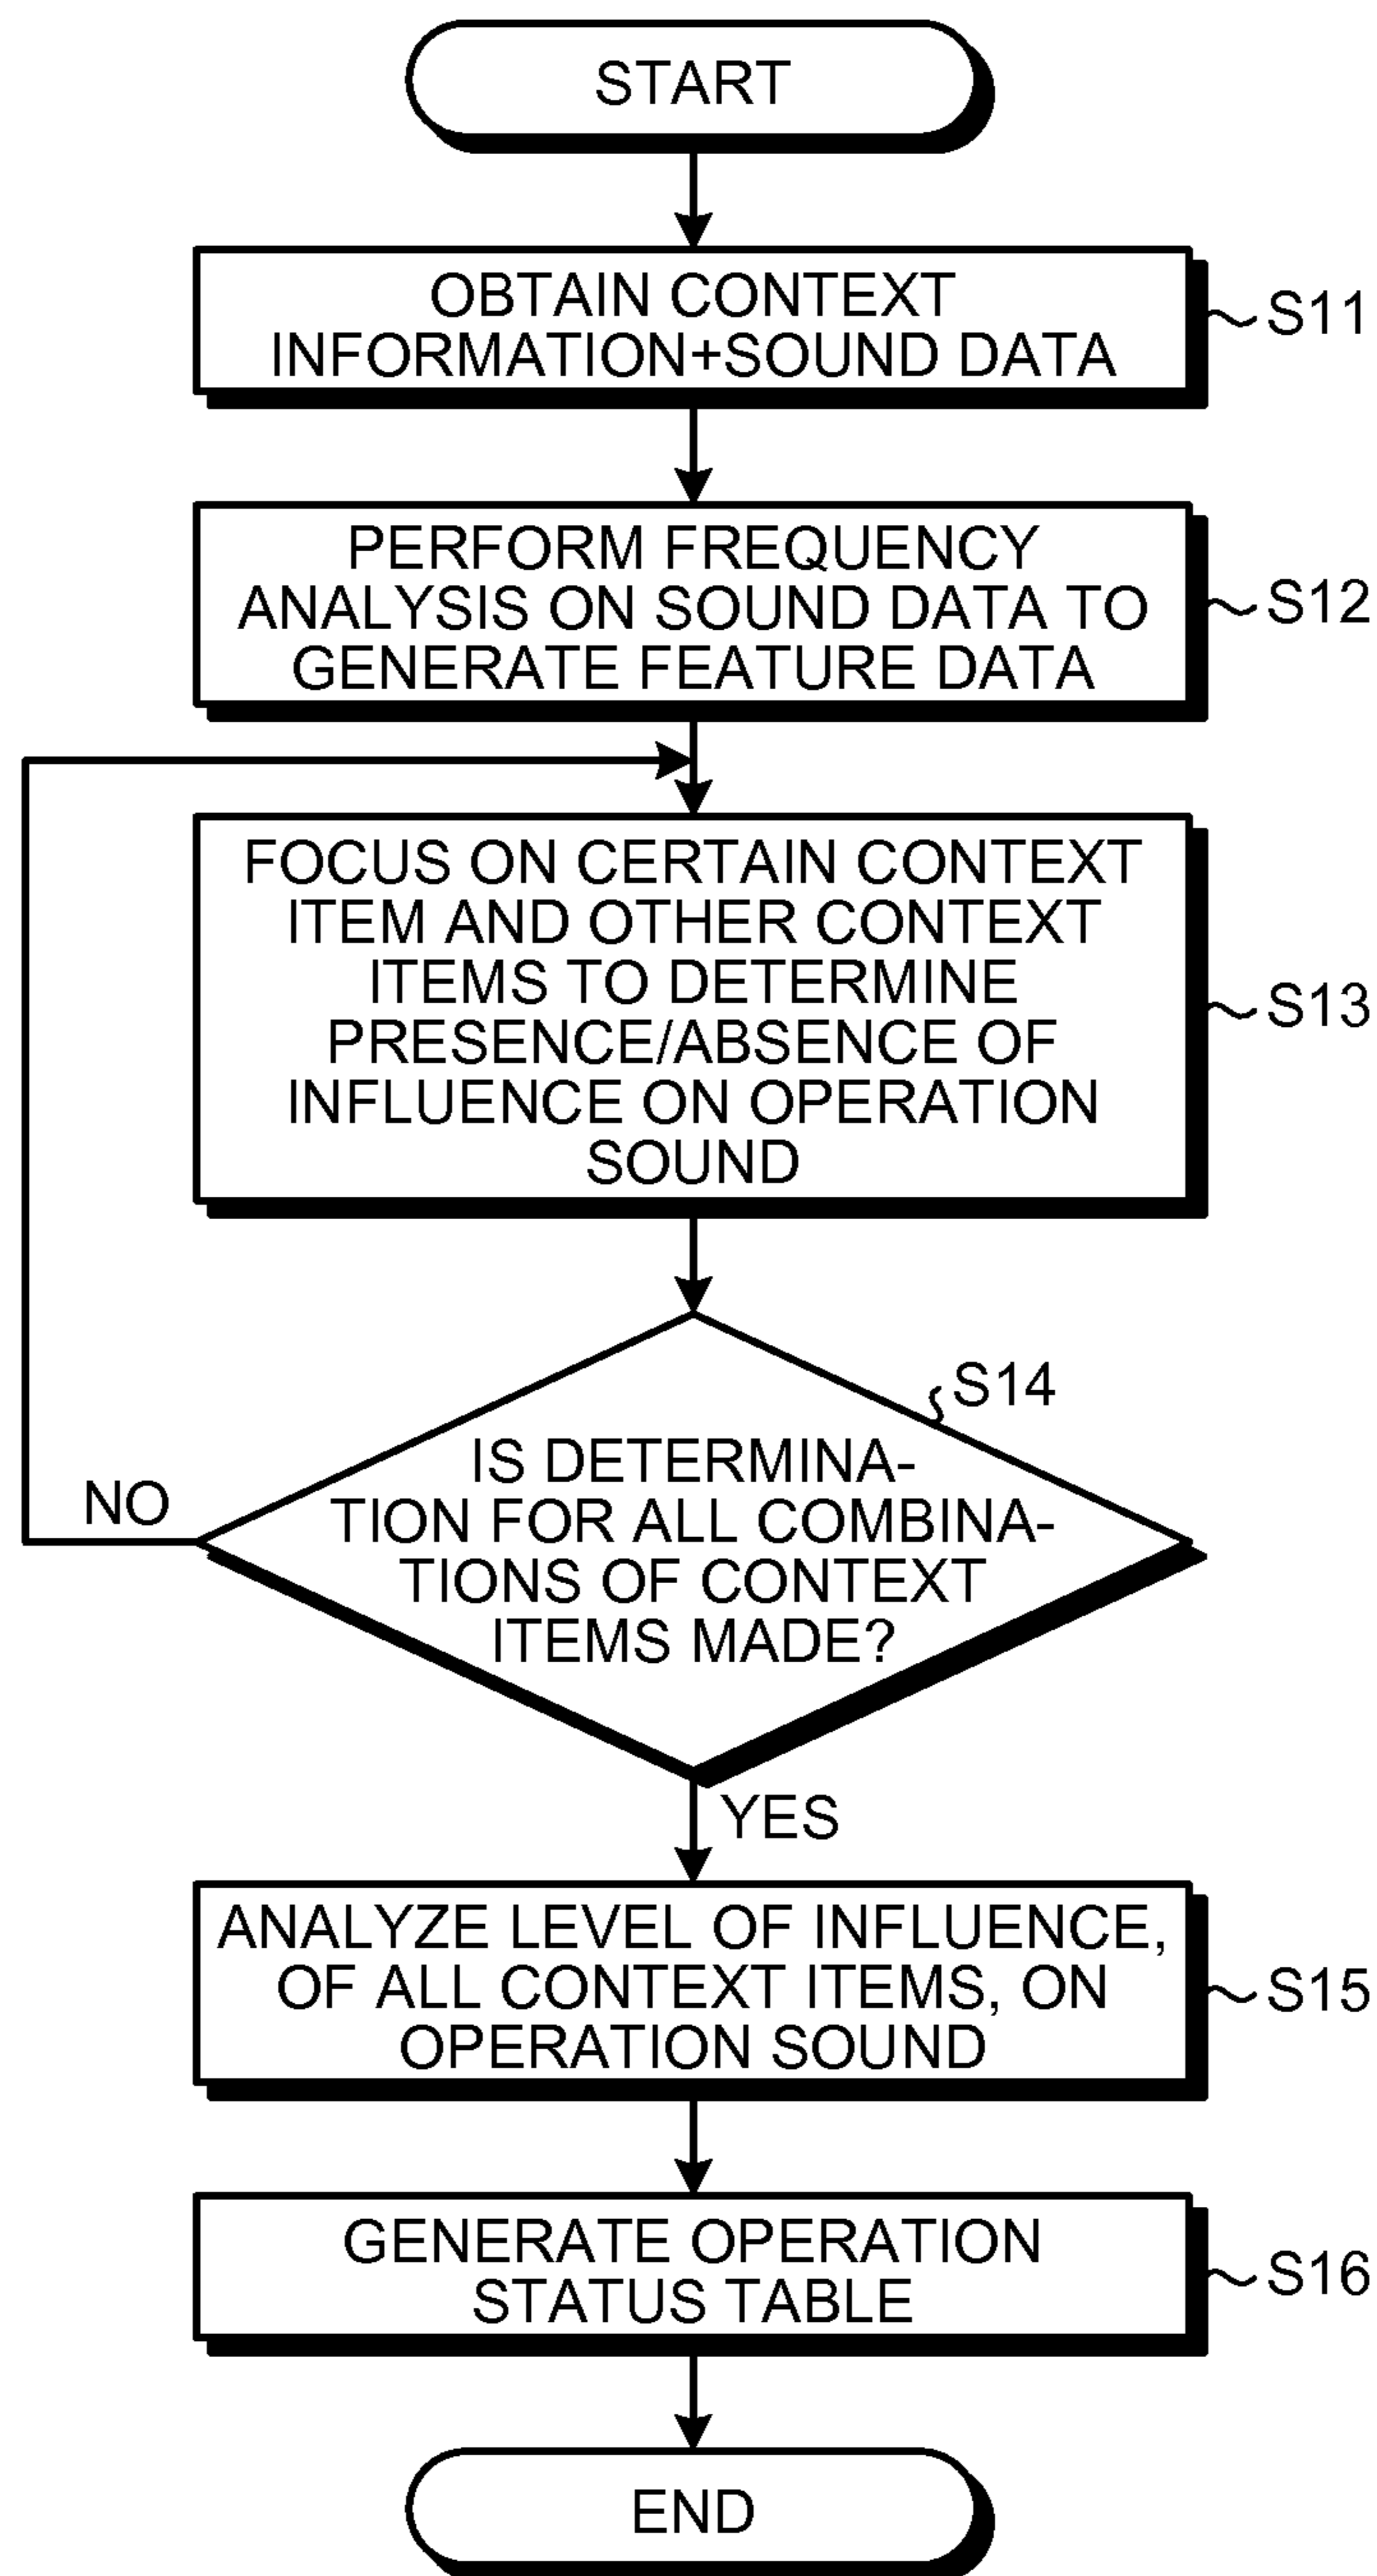 START
OBTAIN CONTEXT
INFORMATION+SOUND DATA
S11
PERFORM FREQUENCY
ANALYSIS ON SOUND DATA TO
GENERATE FEATURE DATA
S12
FOCUS ON CERTAIN CONTEXT
ITEM AND OTHER CONTEXT
ITEMS TO DETERMINE
PRESENCE/ABSENCE OF
INFLUENCE ON OPERATION
SOUND
S13
S14
IS DETERMINA-
TION FOR ALL COMBINA-
TIONS OF CONTEXT
ITEMS MADE?
NO
YES
ANALYZE LEVEL OF INFLUENCE,
OF ALL CONTEXT ITEMS, ON
OPERATION SOUND
S15
GENERATE OPERATION
STATUS TABLE
S16
END